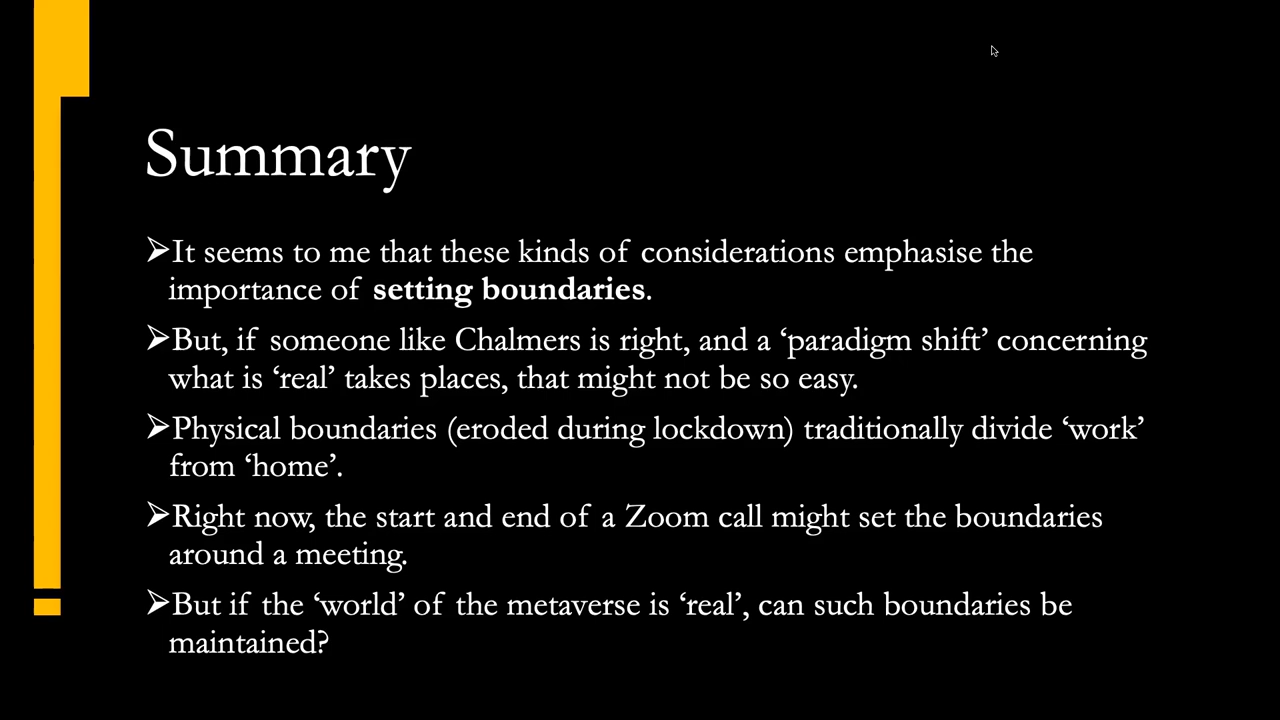 Summary
➢It seems to me that these kinds of considerations emphasise the
importance of setting boundaries.
➢But, if someone like Chalmers is right, and a ‘paradigm shift’ concerning
what is ‘real’ takes places, that might not be so easy.
➢Physical boundaries (eroded during lockdown) traditionally divide ‘work’
from ‘home’.
➢Right now, the start and end of a Zoom call might set the boundaries
around a meeting.
➢But if the ‘world’ of the metaverse is ‘real’, can such boundaries be
maintained?